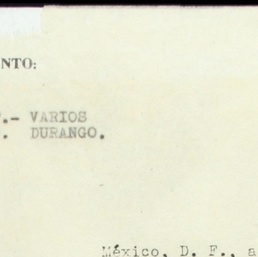 NTO:
.- VARIOS
. DURANGO.
México, D. F., a